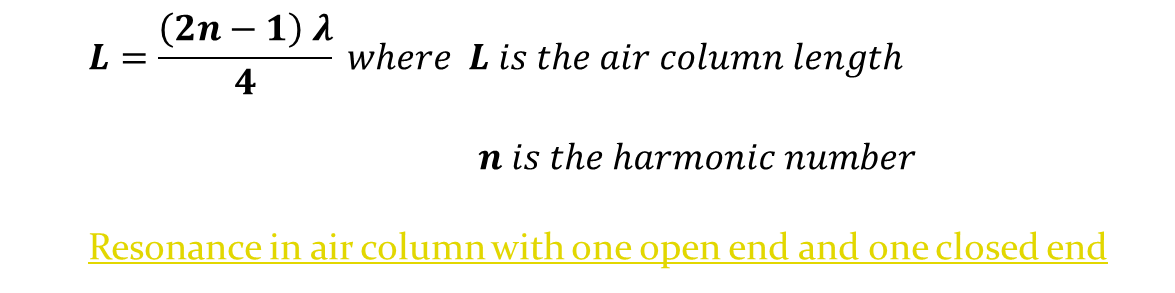 L = (2n − 1) λ / 4 where L is the air column length
n is the harmonic number
Resonance in air column with one open end and one closed end